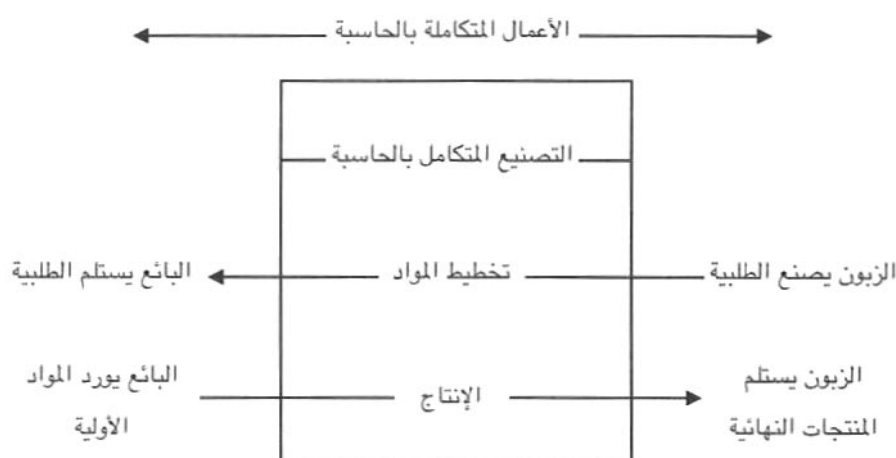 الأعمال المتكاملة بالحاسبة
التصنيع المتكامل بالحاسبة
الزبون يصنع الطلبية
تخطيط المواد
البائع يستلم الطلبية
الزبون يستلم
المنتجات النهائية
الإنتاج
البائع يورد المواد
الأولية